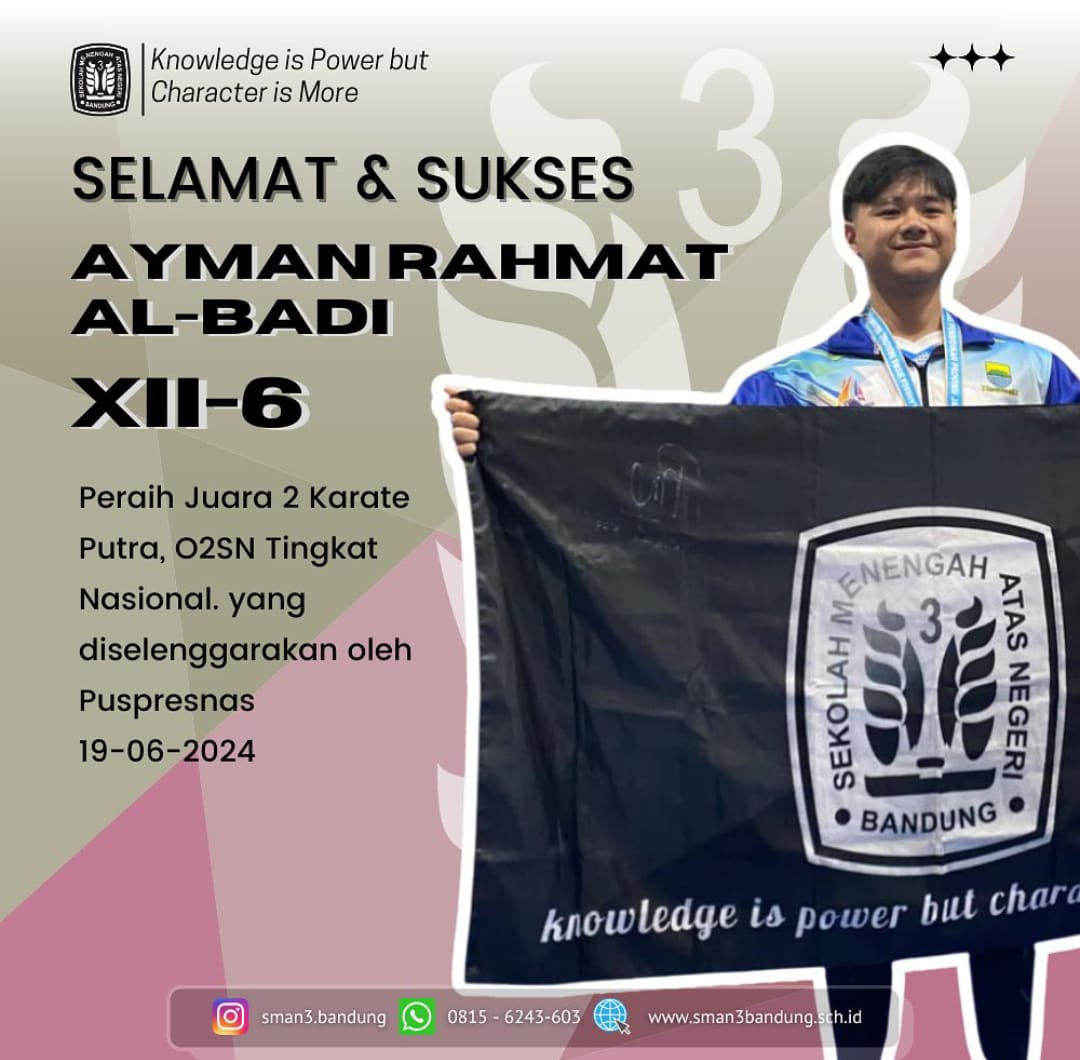 SEKOLAH MENENGAH ATAS NEGERI
3
• BANDUNG •
Knowledge is Power but
Character is More
3
SELAMAT & SUKSES
AYMAN RAHMAT
AL-BADI
XII-6
Peraih Juara 2 Karate
Putra, O2SN Tingkat
Nasional. yang
diselenggarakan oleh
Puspresnas
19-06-2024
SEKOLAH MENENGAH ATAS NEGERI
3
• BANDUNG •
knowledge is power but chara
sman3.bandung
0815 - 6243-603
www.sman3bandung.sch.id